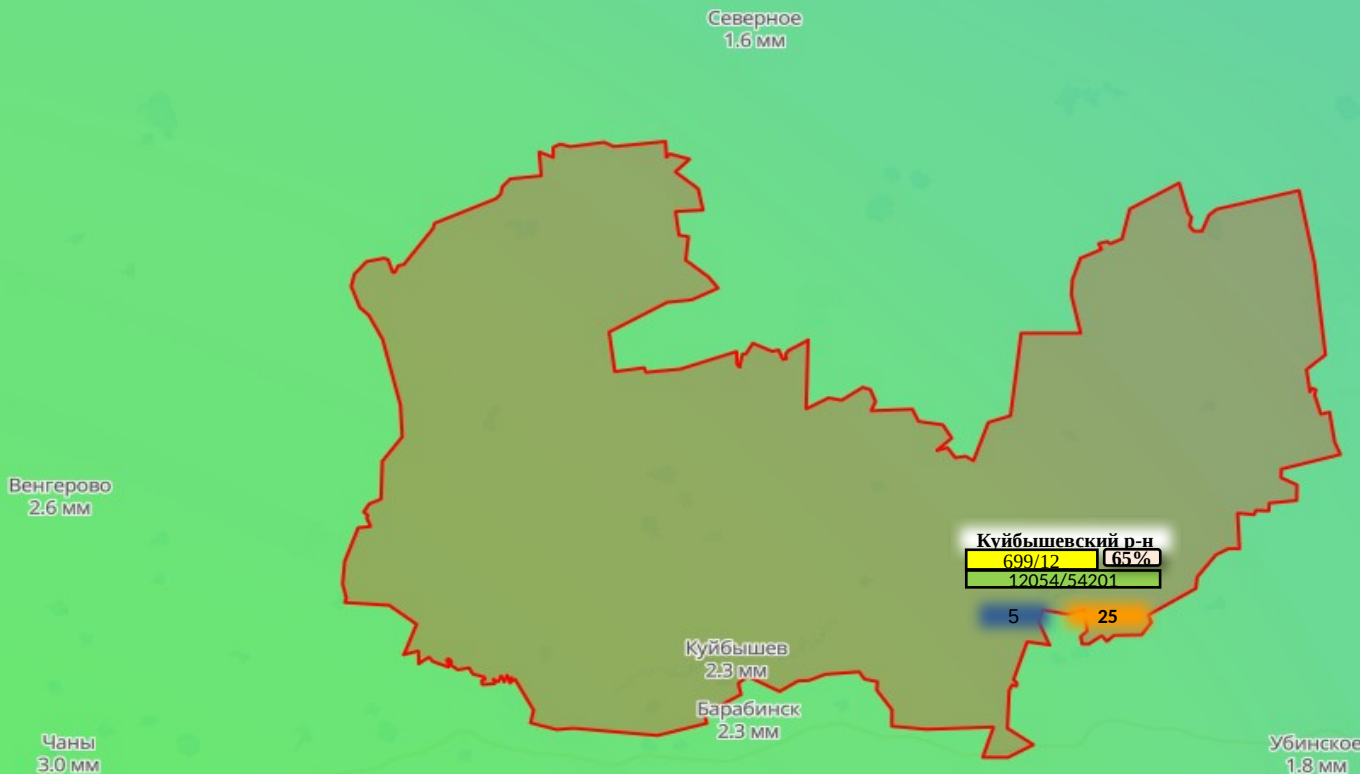 Северное
1.6 мм
Венгерово
2.6 мм
Куйбышевский р-н
699/12
65%
12054/54201
5
25
Куйбышев
2.3 мм
Барабинск
2.3 мм
Чаны
3.0 мм
Убинское
1.8 мм